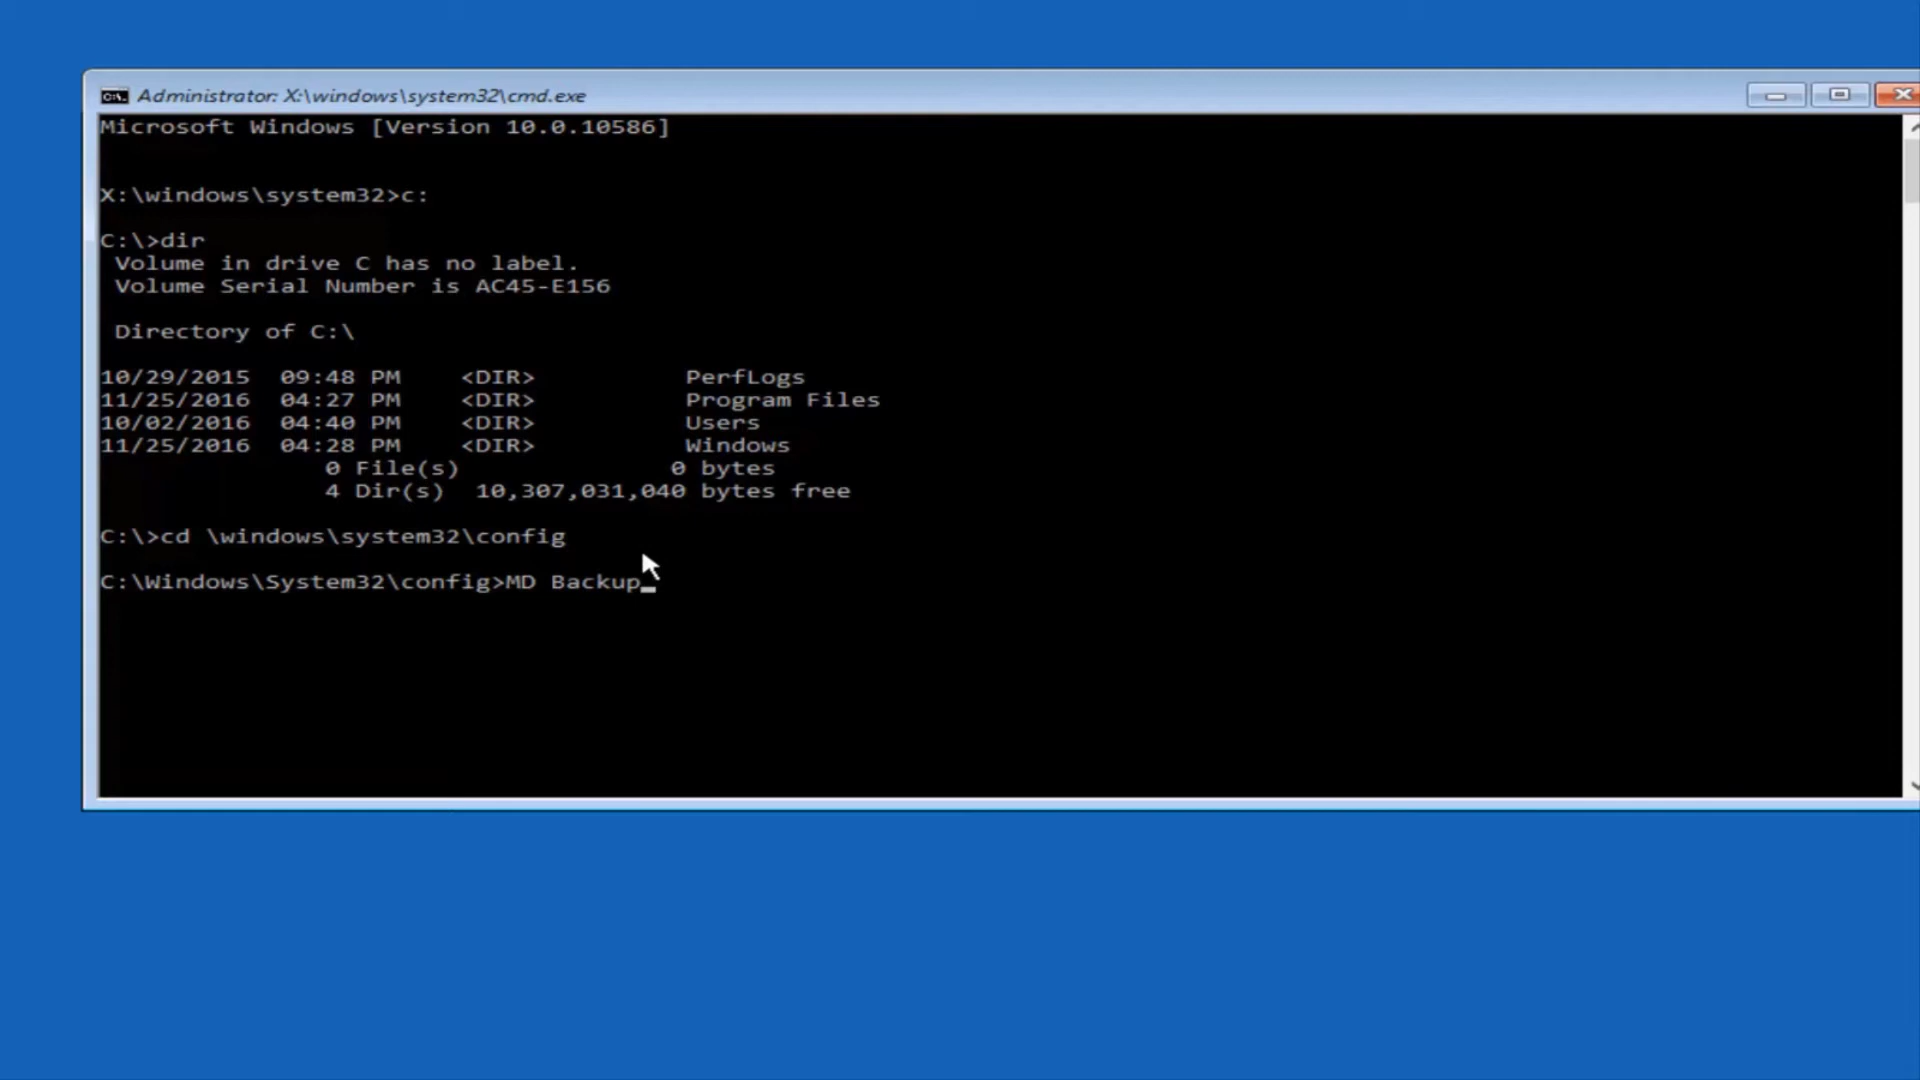 Administrator: X:\windows\system32\cmd.exe
Microsoft Windows [Version 10.0.10586]
X:\windows\system32>c:
C:\>dir
Volume in drive C has no label.
Volume Serial Number is AC45-E156
Directory of C:\
10/29/2015 09:48 PM <DIR> PerfLogs
11/25/2016 04:27 PM <DIR> Program Files
10/02/2016 04:40 PM <DIR> Users
11/25/2016 04:28 PM <DIR> Windows
0 File(s) 0 bytes
4 Dir(s) 10,307,031,040 bytes free
C:\>cd \windows\system32\config
C:\Windows\System32\config>MD Backup_